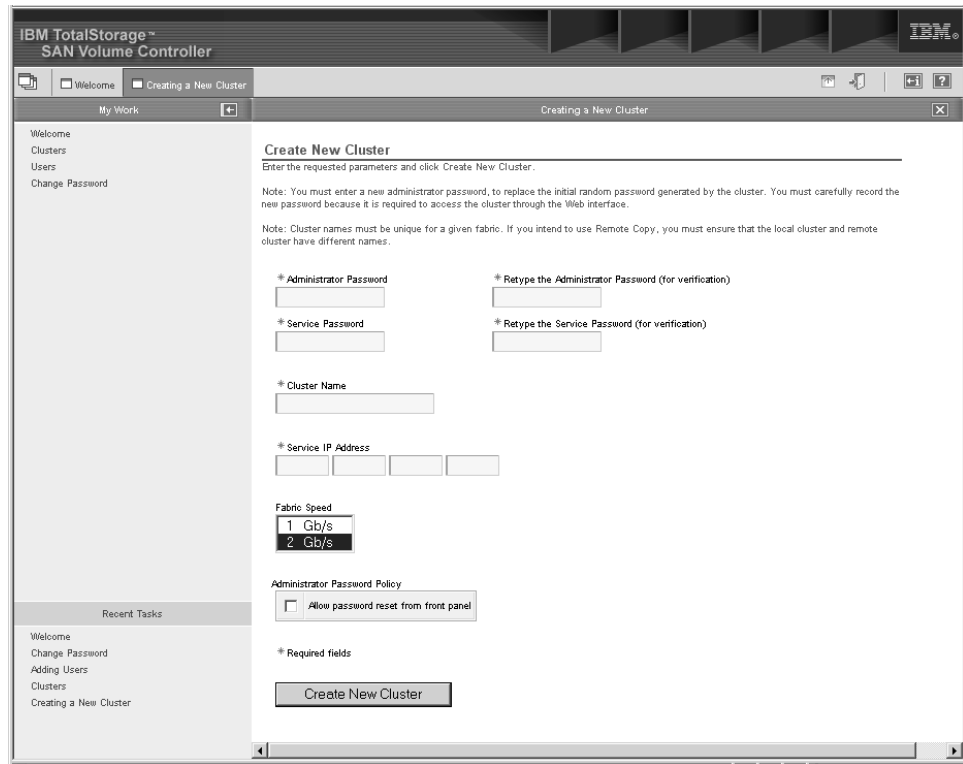 IBM TotalStorage™
SAN Volume Controller
IBM®
Welcome
Creating a New Cluster
?
My Work
Creating a New Cluster
Welcome
Clusters
Users
Change Password
Create New Cluster
Enter the requested parameters and click Create New Cluster.
Note: You must enter a new administrator password, to replace the initial random password generated by the cluster. You must carefully record the
new password because it is required to access the cluster through the Web interface.
Note: Cluster names must be unique for a given fabric. If you intend to use Remote Copy, you must ensure that the local cluster and remote
cluster have different names.
* Administrator Password
* Retype the Administrator Password (for verification)
* Service Password
* Retype the Service Password (for verification)
* Cluster Name
* Service IP Address
Fabric Speed
1 Gb/s
2 Gb/s
Administrator Password Policy
Allow password reset from front panel
* Required fields
Create New Cluster
Recent Tasks
Welcome
Change Password
Adding Users
Clusters
Creating a New Cluster